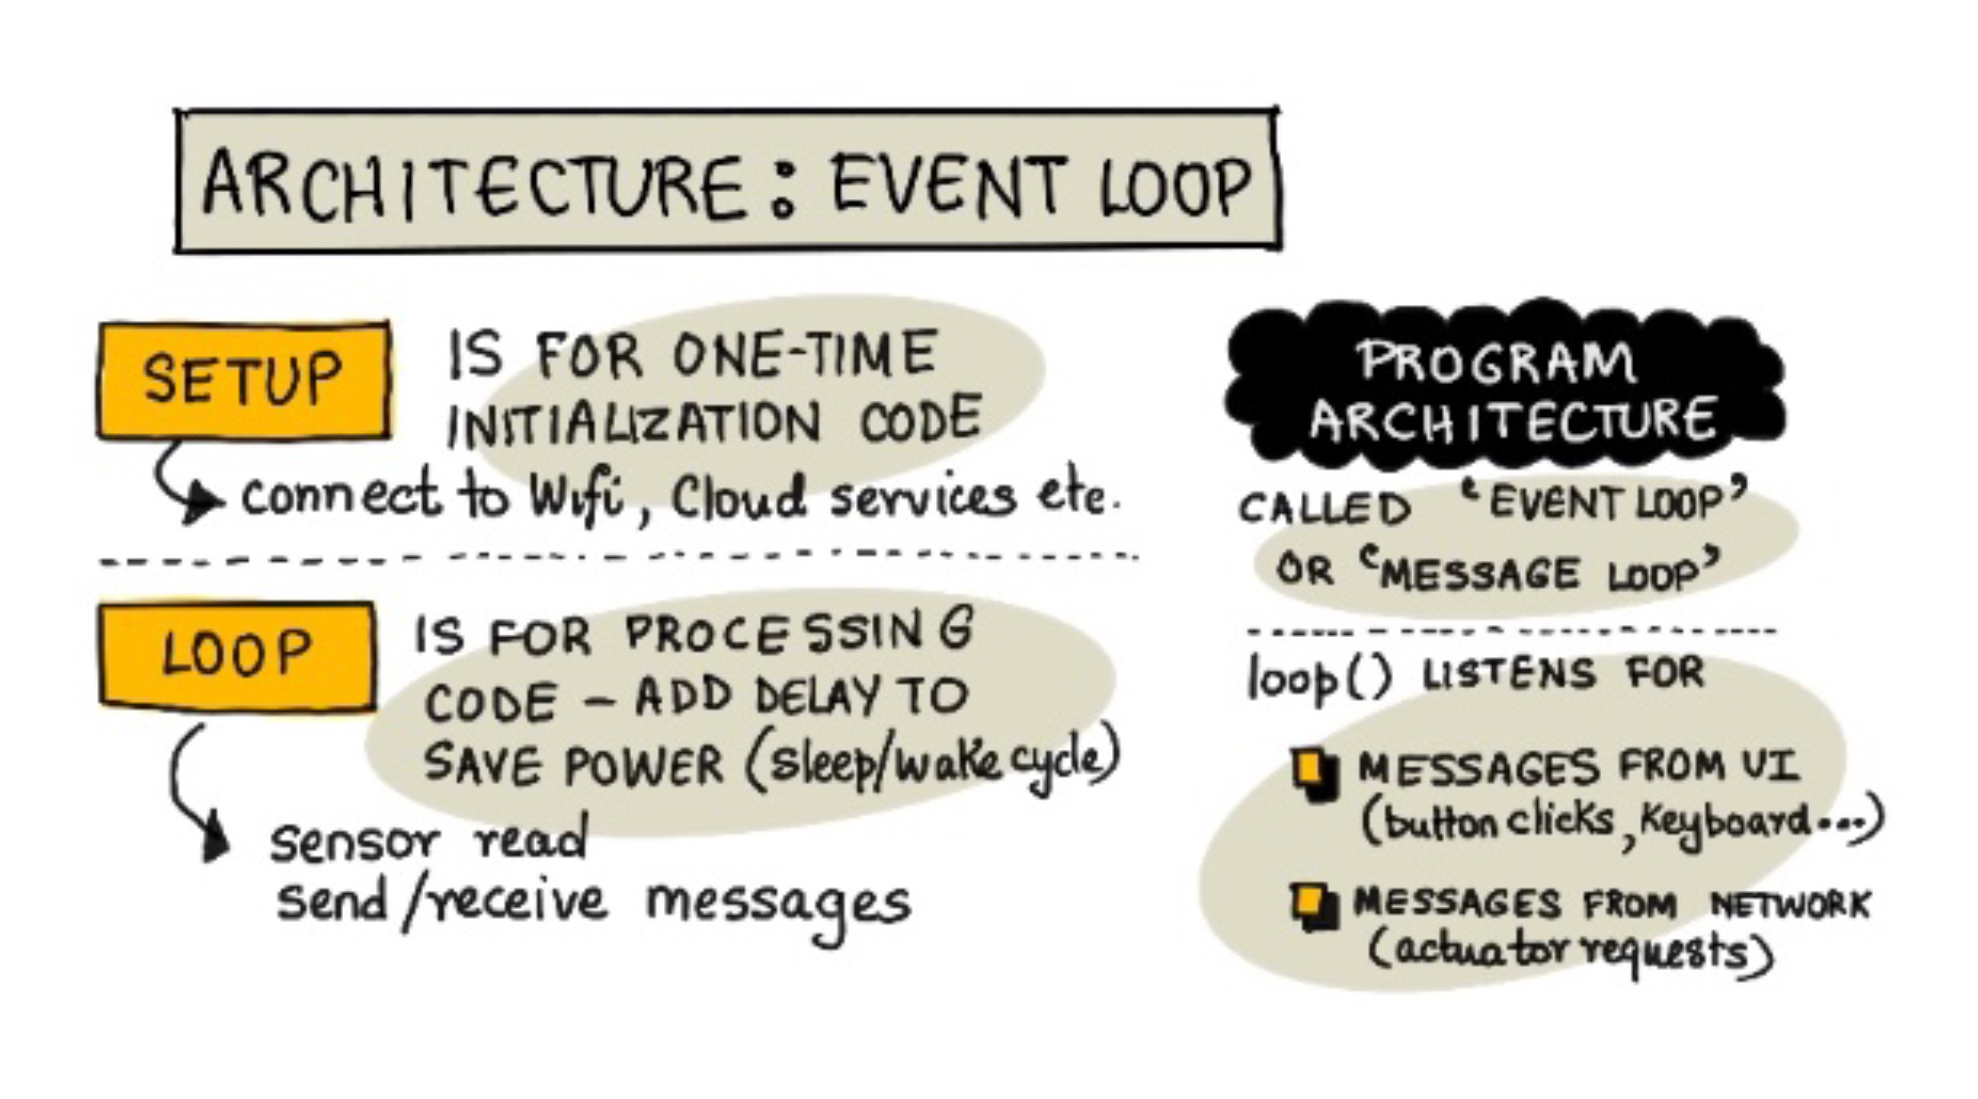 ARCHITECTURE: EVENT LOOP
SETUP
IS FOR ONE-TIME
INITIALIZATION CODE
connect to Wifi, Cloud services etc.
LOOP
IS FOR PROCESSING
CODE - ADD DELAY TO
SAVE POWER (sleep/wake cycle)
sensor read
send/receive messages
PROGRAM
ARCHITECTURE
CALLED 'EVENT LOOP'
OR 'MESSAGE LOOP'
loop() LISTENS FOR
MESSAGES FROM UI
(button clicks, Keyboard...)
MESSAGES FROM NETWORK
(actuator requests)